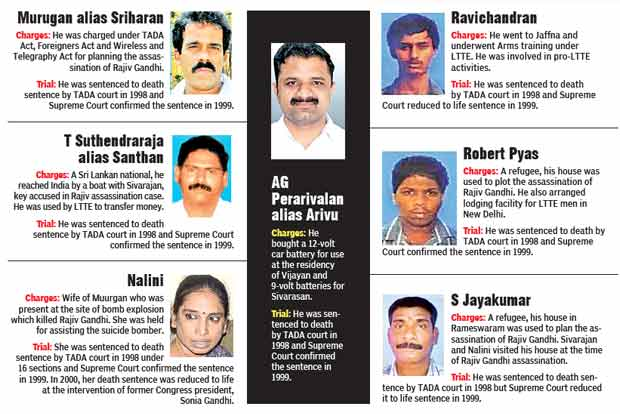 Murugan alias Sriharan
Charges: He was charged under TADA
Act, Foreigners Act and Wireless and
Telegraphy Act for planning the assas-
sination of Rajiv Gandhi.
Trial: He was sentenced to death
sentence by TADA court in 1998 and
Supreme Court confirmed the sentence in 1999.
T Suthendraraja
alias Santhan
Charges: A Sri Lankan national, he
reached India by a boat with Sivarajan,
key accused in Rajiv assassination case.
He was used by LTTE to transfer money.
Trial: He was sentenced to death
sentence by TADA court in 1998 and Supreme Court
confirmed the sentence in 1999.
Nalini
Charges: Wife of Muurgan who was
present at the site of bomb explosion
which killed Rajiv Gandhi. She was held
for assisting the suicide bomber.
Trial: She was sentenced to death
sentence by TADA court in 1998 under
16 sections and Supreme Court confirmed the sentence
in 1999. In 2000, her death sentence was reduced to life
at the intervention of former Congress president,
Sonia Gandhi.
AG
Perarivalan
alias Arivu
Charges: He
bought a 12-volt
car battery for use
at the residency
of Vijayan and
9-volt batteries for
Sivarasan.
Trial: He was sen-
tenced to death
by TADA court in
1998 and Supreme
Court confirmed
the sentence in
1999.
Ravichandran
Charges: He went to Jaffna and
underwent Arms training under
LTTE. He was involved in pro-LTTE
activities.
Trial: He was sentenced to death
by TADA court in 1998 and Supreme
Court reduced to life sentence in 1999.
Robert Pyas
Charges: A refugee, his house was
used to plot the assassination of
Rajiv Gandhi. He also arranged
lodging facility for LTTE men in
New Delhi.
Trial: He was sentenced to death by
TADA court in 1998 and Supreme
Court confirmed the sentence in 1999.
S Jayakumar
Charges: A refugee, his house in
Rameswaram was used to plan the as-
sassination of Rajiv Gandhi. Sivarajan
and Nalini visited his house at the time
of Rajiv Gandhi assassination.
Trial: He was sentenced to death sen-
tence by TADA court in 1998 but Supreme Court reduced
it to life sentence in 1999.